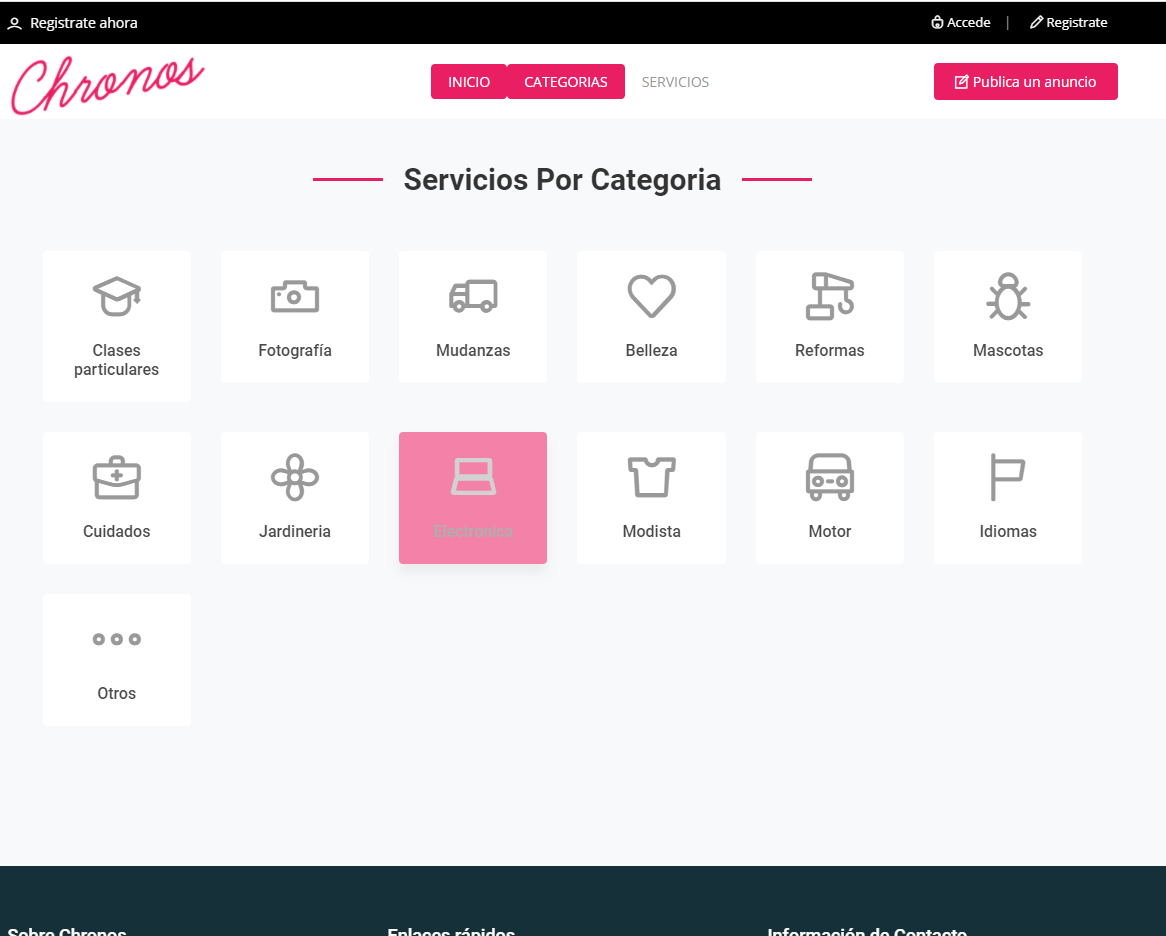 Registrate ahora
Accede | Registrate
Chronos
INICIO CATEGORIAS SERVICIOS
Publica un anuncio
Servicios Por Categoria
Clases
particulares
Fotografía
Mudanzas
Belleza
Reformas
Mascotas
Cuidados
Jardineria
Electronica
Modista
Motor
Idiomas
Otros
Sobre Chronos
Enlaces rápidos
Información de Contacto